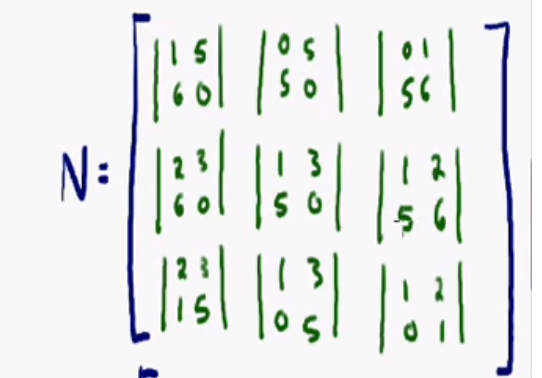 |1 5| |0 5| |0 1|
|6 0| |5 0| |5 6|
N= |2 3| |1 3| |1 2|
|6 0| |5 0| |5 6|
|2 3| |1 3| |1 2|
|1 5| |0 5| |0 1|